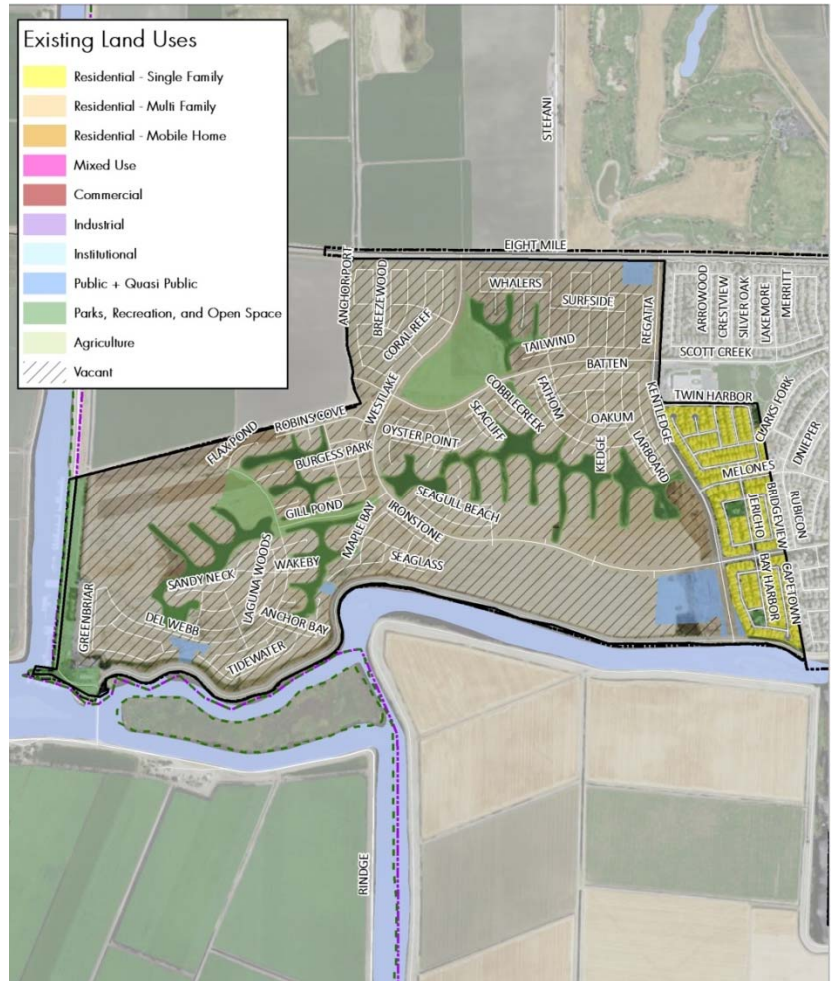 Existing Land Uses
Residential - Single Family
Residential - Multi Family
Residential - Mobile Home
Mixed Use
Commercial
Industrial
Institutional
Public + Quasi Public
Parks, Recreation, and Open Space
Agriculture
Vacant
STEFANI
EIGHT MILE
ANCHOR PORT
BREEZEWOOD
WHALERS
SURFSIDE
REGATTA
ARROWOOD
CRESTVIEW
SILVER OAK
LAKEMORE
MERRITT
CORAL REEF
TAILWIND
SCOTT CREEK
BATTEN
WESTLAKE
COBBLECREEK
FATHOM
KENTLEDGE
TWIN HARBOR
CLARKS FORK
ROBINS COVE
SEACLIFF
OAKUM
FLAX POND
OYSTER POINT
KEDGE
LARBOARD
DNIEPER
BURGESS PARK
MELONES
BRIDGEVIEW
RUBICON
GILL POND
SEAGULL BEACH
JERICHO
MAPLE BAY
IRONSTONE
LAGUNA WOODS
WAKEBY
SEAGLASS
SANDY NECK
BAY HARBOR
CAPETOWN
GREENBRIAR
DEL WEBB
ANCHOR BAY
TIDEWATER
RINDGE